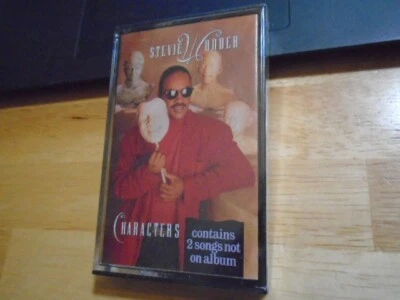 STEVIE WONDER
CHARACTERS
contains
2 songs not
on album